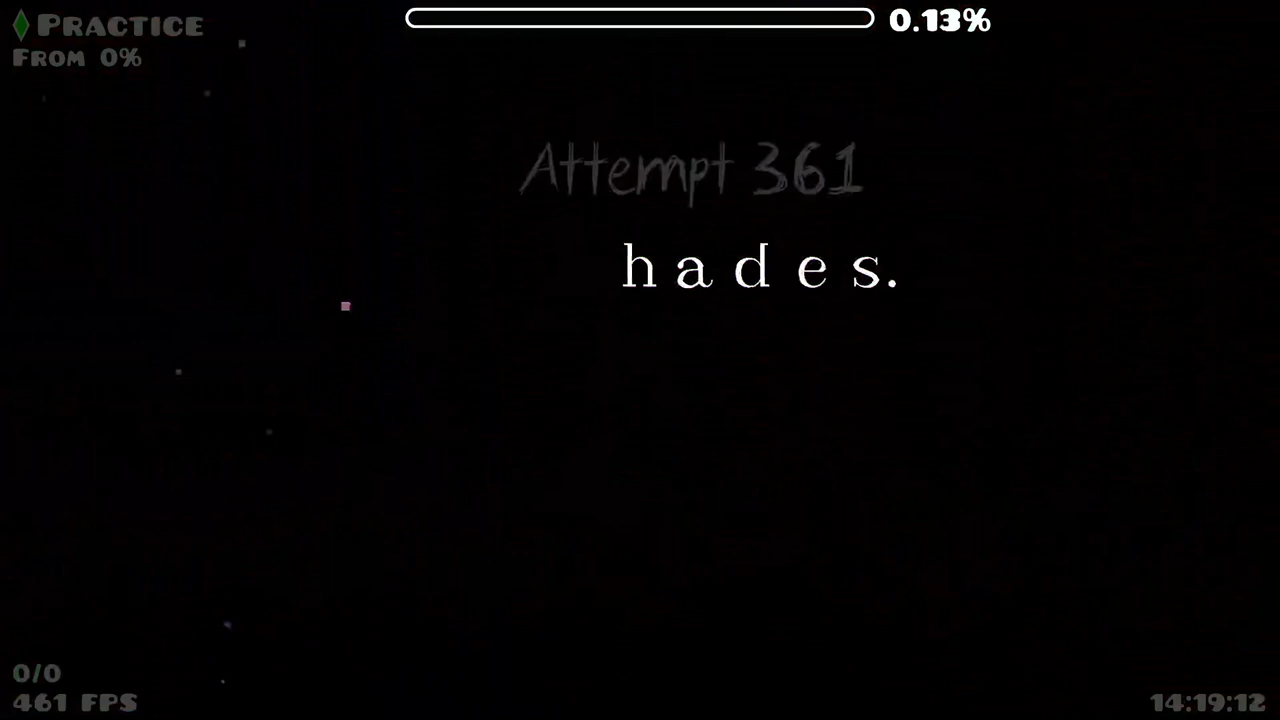 PRACTICE
0.13%
FROM 0%
Attempt 361
h a d e s.
0/0
461 FPS
14:19:12